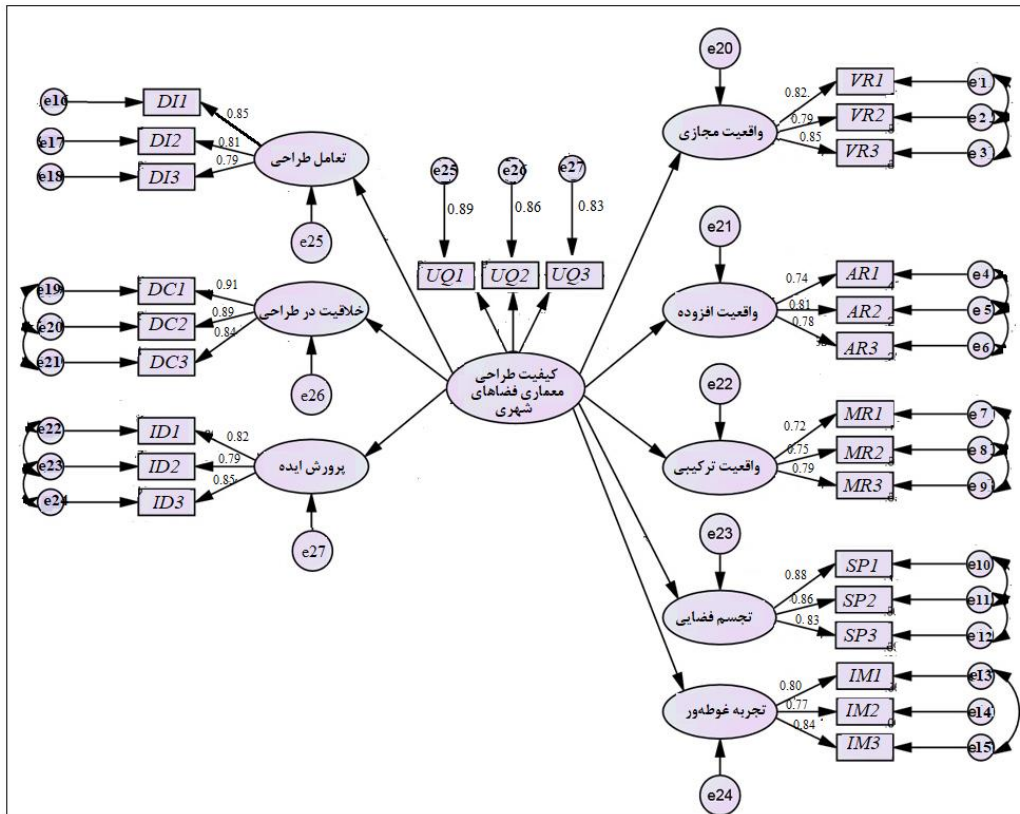 e20
e16
DI1
0.85
e17
DI2
0.81
e18
DI3
0.79
تعامل طراحی
e25
واقعیت مجازی
0.82
VR1
e1
0.79
VR2
e2
0.85
VR3
e3
e25
e26
e27
0.89
0.86
0.83
UQ1
UQ2
UQ3
e21
واقعیت افزوده
0.74
AR1
e4
0.81
AR2
e5
0.78
AR3
e6
e19
DC1
0.91
e20
DC2
0.89
e21
DC3
0.84
خلاقیت در طراحی
e26
کیفیت طراحی
معماری فضاهای
شهری
e22
واقعیت ترکیبی
0.72
MR1
e7
0.75
MR2
e8
0.79
MR3
e9
e22
ID1
0.82
e23
ID2
0.79
e24
ID3
0.85
پرورش ایده
e27
e23
تجسم فضایی
0.88
SP1
e10
0.86
SP2
e11
0.83
SP3
e12
تجربه غوطه‌ور
0.80
IM1
e13
0.77
IM2
e14
0.84
IM3
e15
e24